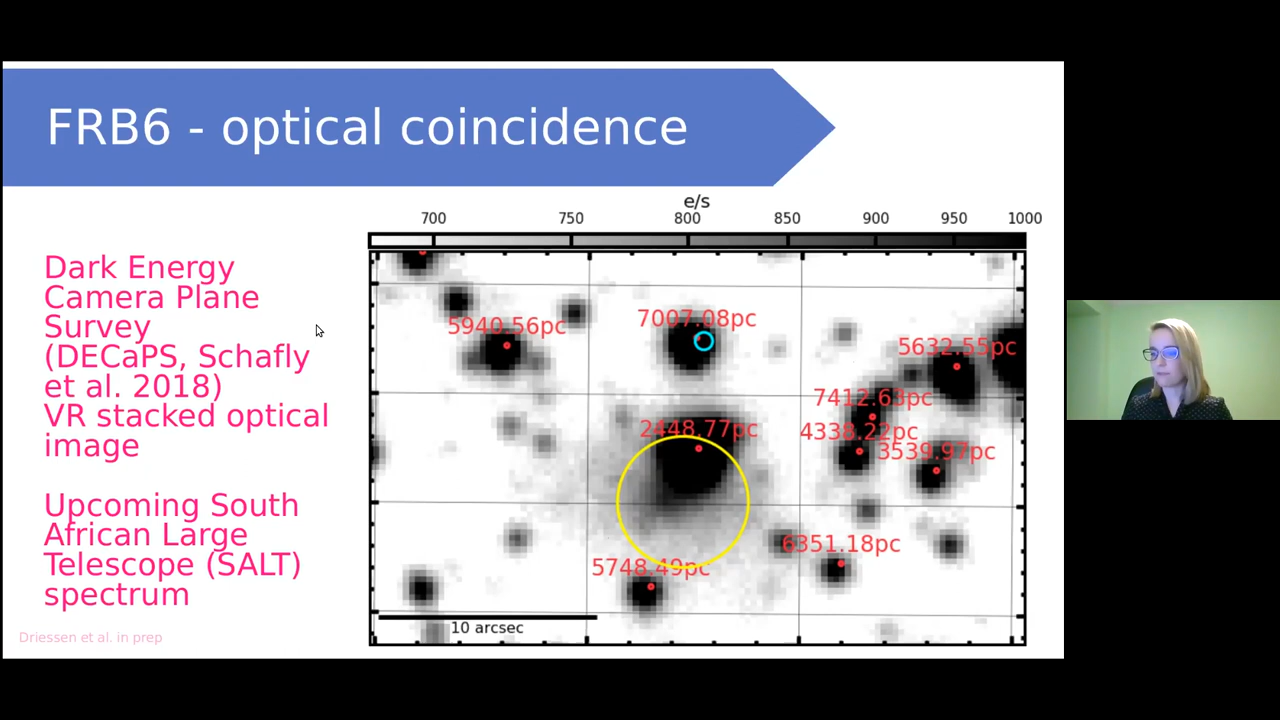 FRB6 - optical coincidence
e/s
700 750 800 850 900 950 1000
Dark Energy
Camera Plane
Survey
(DECaPS, Schafly
et al. 2018)
VR stacked optical
image
Upcoming South
African Large
Telescope (SALT)
spectrum
Driessen et al. in prep
5940.56pc
7007.08pc
5632.55pc
7412.63pc
2448.77pc
4338.22pc
3539.97pc
6351.18pc
5748.49pc
10 arcsec